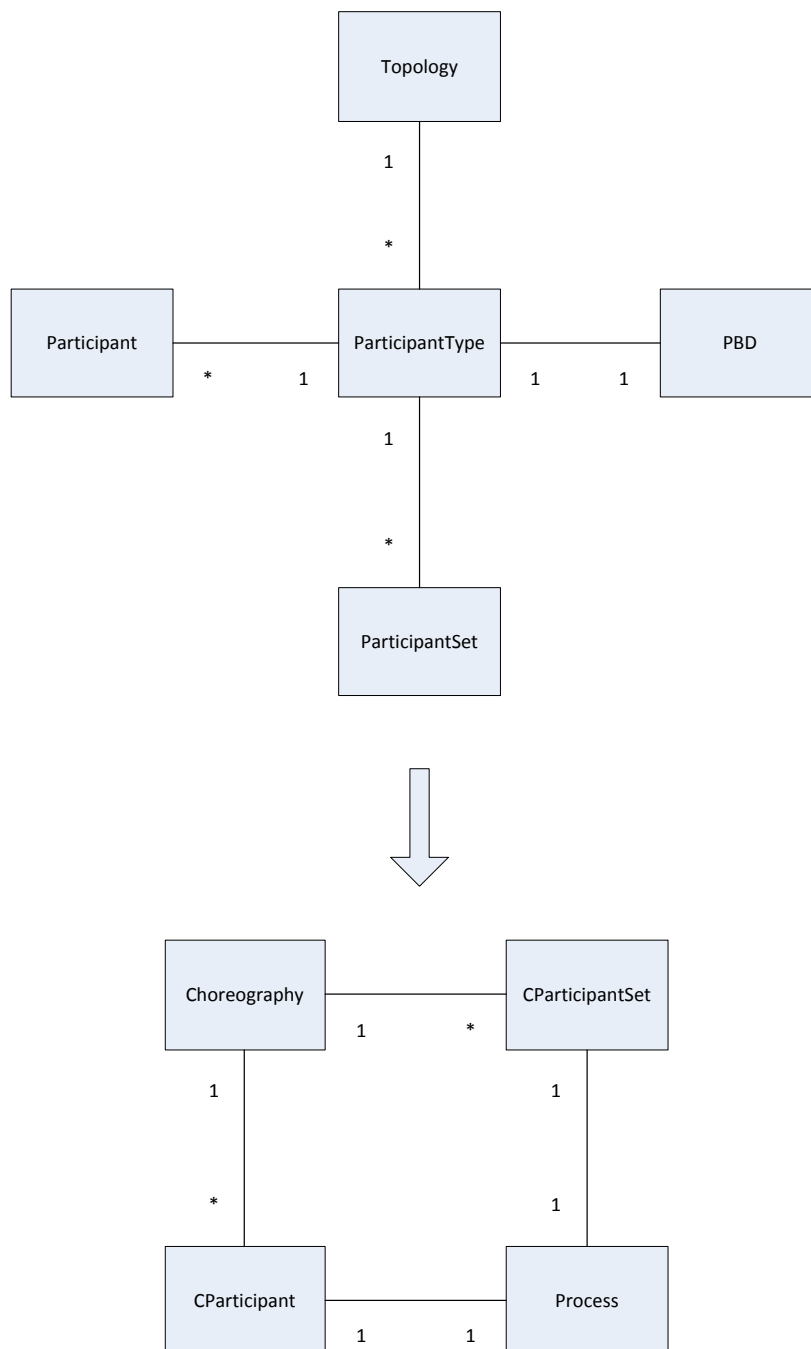 Topology
1
*
Participant
ParticipantType
PBD
* 1 1 1
1
*
ParticipantSet
Choreography
CParticipantSet
1 *
1 1
* 1
CParticipant
Process
1 1